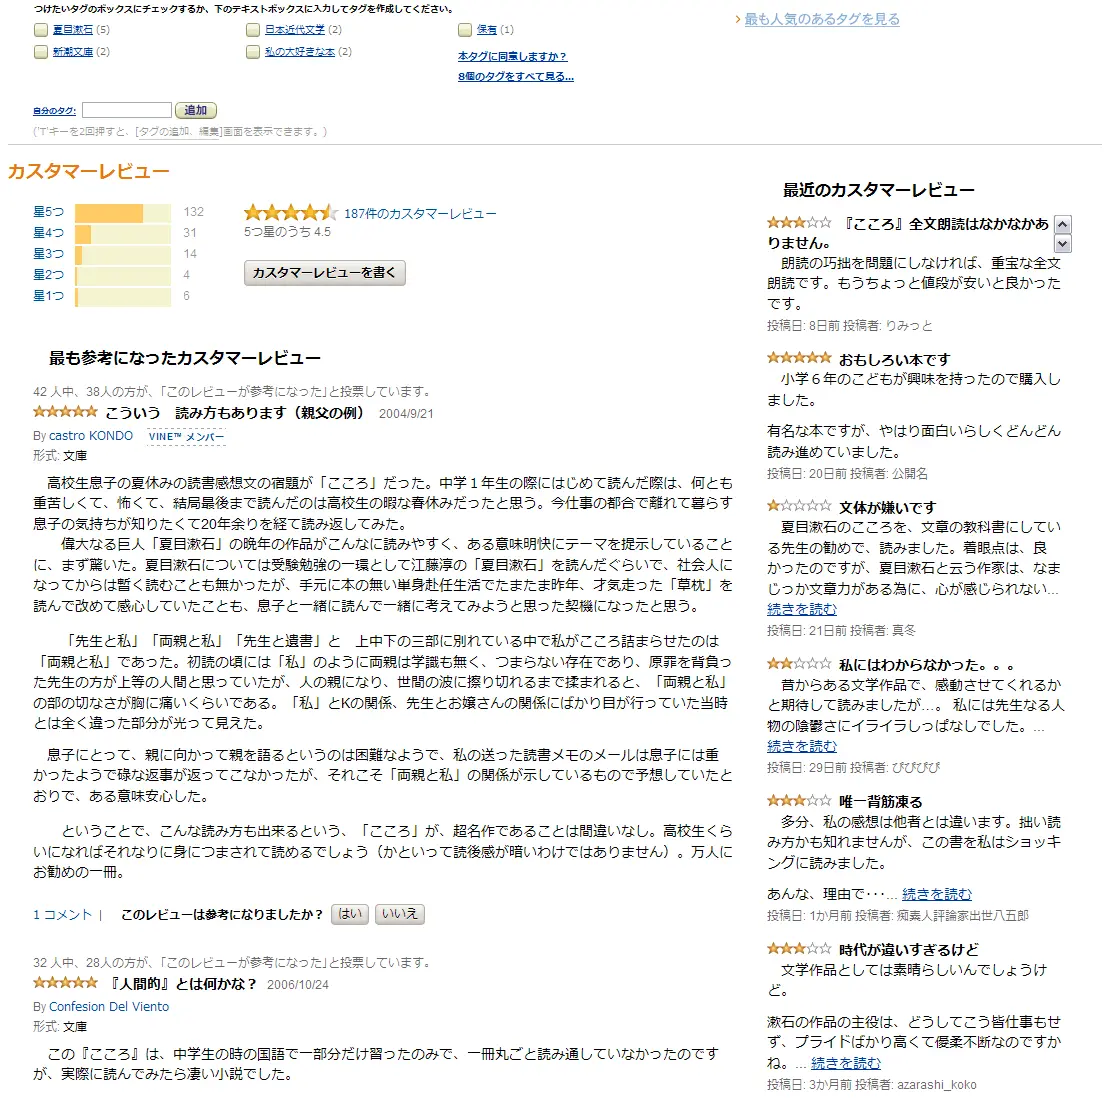 つけたいタグのボックスにチェックするか、下のテキストボックスに入力してタグを作成してください。
夏目漱石 (5)
日本近代文学 (2)
保有 (1)
新潮文庫 (2)
私の大好きな本 (2)
本タグに同意しますか？
8個のタグをすべて見る...
自分のタグ: 追加
('T'キーを2回押すと、[タグの追加、編集]画面を表示できます。)
› 最も人気のあるタグを見る
カスタマーレビュー
星5つ 132
星4つ 31
星3つ 14
星2つ 4
星1つ 6
187件のカスタマーレビュー
5つ星のうち 4.5
カスタマーレビューを書く
最も参考になったカスタマーレビュー
42 人中、38人の方が、「このレビューが参考になった」と投票しています。
こういう　読み方もあります（親父の例） 2004/9/21
By castro KONDO VINE™ メンバー
形式: 文庫
高校生息子の夏休みの読書感想文の宿題が「こころ」だった。中学１年生の際にはじめて読んだ際は、何とも
重苦しくて、怖くて、結局最後まで読んだのは高校生の暇な春休みだったと思う。今仕事の都合で離れて暮らす
息子の気持ちが知りたくて20年余りを経て読み返してみた。
偉大なる巨人「夏目漱石」の晩年の作品がこんなに読みやすく、ある意味明快にテーマを提示していること
に、まず驚いた。夏目漱石については受験勉強の一環として江藤淳の「夏目漱石」を読んだぐらいで、社会人に
なってからは暫く読むことも無かったが、手元に本の無い単身赴任生活でたまたま昨年、才気走った「草枕」を
読んで改めて感心していたことも、息子と一緒に読んで一緒に考えてみようと思った契機になったと思う。
「先生と私」「両親と私」「先生と遺書」と　上中下の三部に別れている中で私がこころ詰まらせたのは
「両親と私」であった。初読の頃には「私」のように両親は学識も無く、つまらない存在であり、原罪を背負っ
た先生の方が上等の人間と思っていたが、人の親になり、世間の波に擦り切れるまで揉まれると、「両親と私」
の部の切なさが胸に痛いくらいである。「私」とKの関係、先生とお嬢さんの関係にばかり目が行っていた当時
とは全く違った部分が光って見えた。
息子にとって、親に向かって親を語るというのは困難なようで、私の送った読書メモのメールは息子には重
かったようで碌な返事が返ってこなかったが、それこそ「両親と私」の関係が示しているもので予想していたと
おりで、ある意味安心した。
ということで、こんな読み方も出来るという、「こころ」が、超名作であることは間違いなし。高校生くら
いになればそれなりに身につまされて読めるでしょう（かといって読後感が暗いわけではありません）。万人に
お勧めの一冊。
1 コメント | このレビューは参考になりましたか？ はい いいえ
32 人中、28人の方が、「このレビューが参考になった」と投票しています。
『人間的』とは何かな？ 2006/10/24
By Confesion Del Viento
形式: 文庫
この『こころ』は、中学生の時の国語で一部分だけ習ったのみで、一冊丸ごと読み通していなかったのです
が、実際に読んでみたら凄い小説でした。
最近のカスタマーレビュー
『こころ』全文朗読はなかなかあ
りません。
朗読の巧拙を問題にしなければ、重宝な全文
朗読です。もうちょっと値段が安いと良かった
です。
投稿日: 8日前 投稿者: りみっと
おもしろい本です
小学６年のこどもが興味を持ったので購入し
ました。
有名な本ですが、やはり面白いらしくどんどん
読み進めていました。
投稿日: 20日前 投稿者: 公開名
文体が嫌いです
夏目漱石のこころを、文章の教科書にしてい
る先生の勧めで、読みました。着眼点は、良
かったのですが、夏目漱石と云う作家は、なま
じっか文章力がある為に、心が感じられない...
続きを読む
投稿日: 21日前 投稿者: 真冬
私にはわからなかった。。。
昔からある文学作品で、感動させてくれるか
と期待して読みましたが…。 私には先生なる人
物の陰鬱さにイライラしっぱなしでした。...
続きを読む
投稿日: 29日前 投稿者: ぴぴぴぴ
唯一背筋凍る
多分、私の感想は他者とは違います。拙い読
み方かも知れませんが、この書を私はショッキ
ングに読みました。
あんな、理由で・・・... 続きを読む
投稿日: 1か月前 投稿者: 痴素人評論家出世八五郎
時代が違いすぎるけど
文学作品としては素晴らしいんでしょうけ
ど。
漱石の作品の主役は、どうしてこう皆仕事もせ
ず、プライドばかり高くて優柔不断なのですか
ね。... 続きを読む
投稿日: 3か月前 投稿者: azarashi_koko